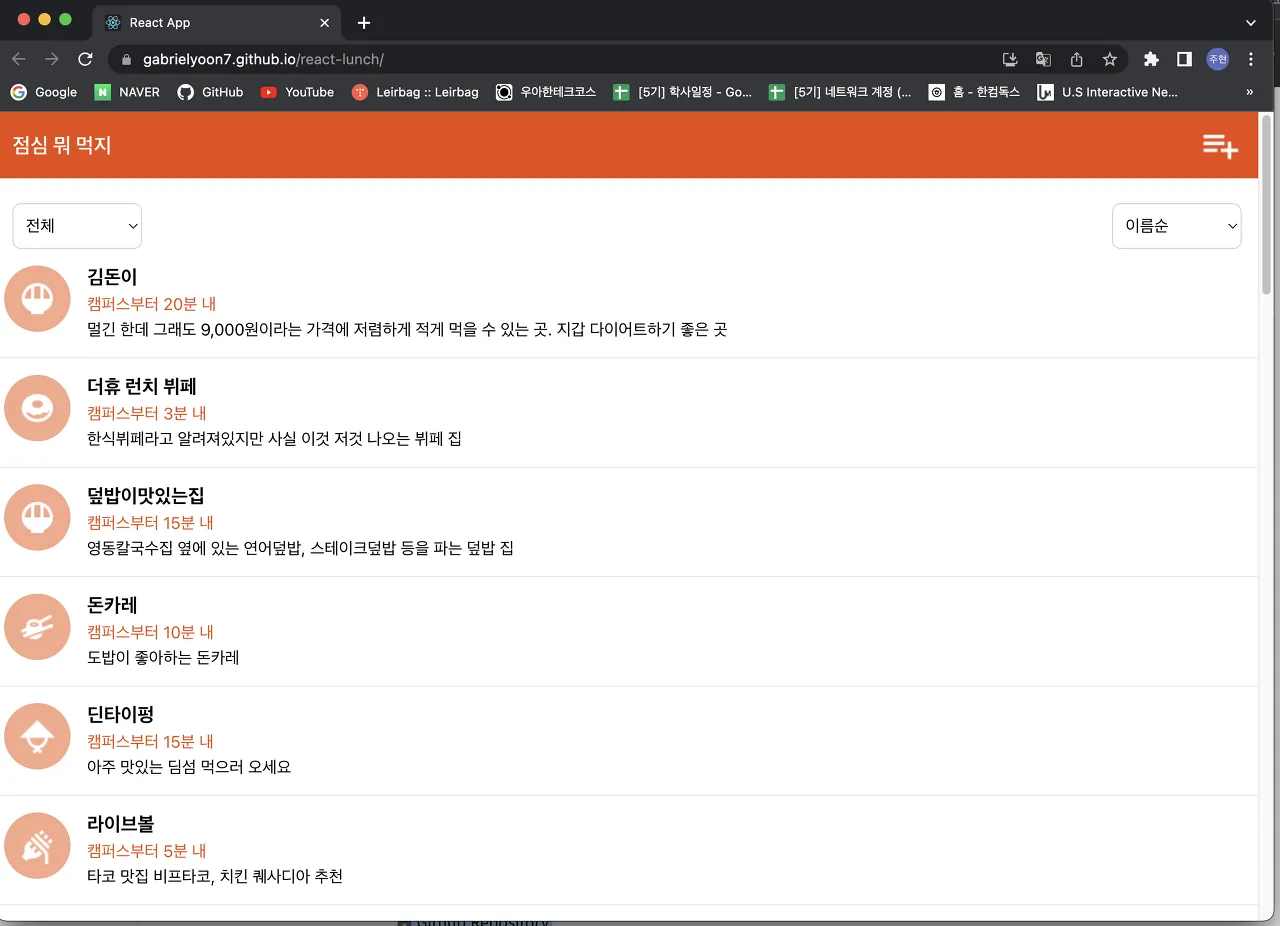 React App
gabrielyoon7.github.io/react-lunch/
주현
Google NAVER GitHub YouTube Leirbag :: Leirbag 우아한테크코스 [5기] 학사일정 - Go... [5기] 네트워크 계정 (... 홈 - 한컴독스 U.S Interactive Ne... »
점심 뭐 먹지
전체 이름순
김돈이
캠퍼스부터 20분 내
멀긴 한데 그래도 9,000원이라는 가격에 저렴하게 적게 먹을 수 있는 곳. 지갑 다이어트하기 좋은 곳
더휴 런치 뷔페
캠퍼스부터 3분 내
한식뷔페라고 알려져있지만 사실 이것 저것 나오는 뷔페 집
덮밥이맛있는집
캠퍼스부터 15분 내
영동칼국수집 옆에 있는 연어덮밥, 스테이크덮밥 등을 파는 덮밥 집
돈카레
캠퍼스부터 10분 내
도밥이 좋아하는 돈카레
딘타이펑
캠퍼스부터 15분 내
아주 맛있는 딤섬 먹으러 오세요
라이브볼
캠퍼스부터 5분 내
타코 맛집 비프타코, 치킨 퀘사디아 추천
GitHub Repository